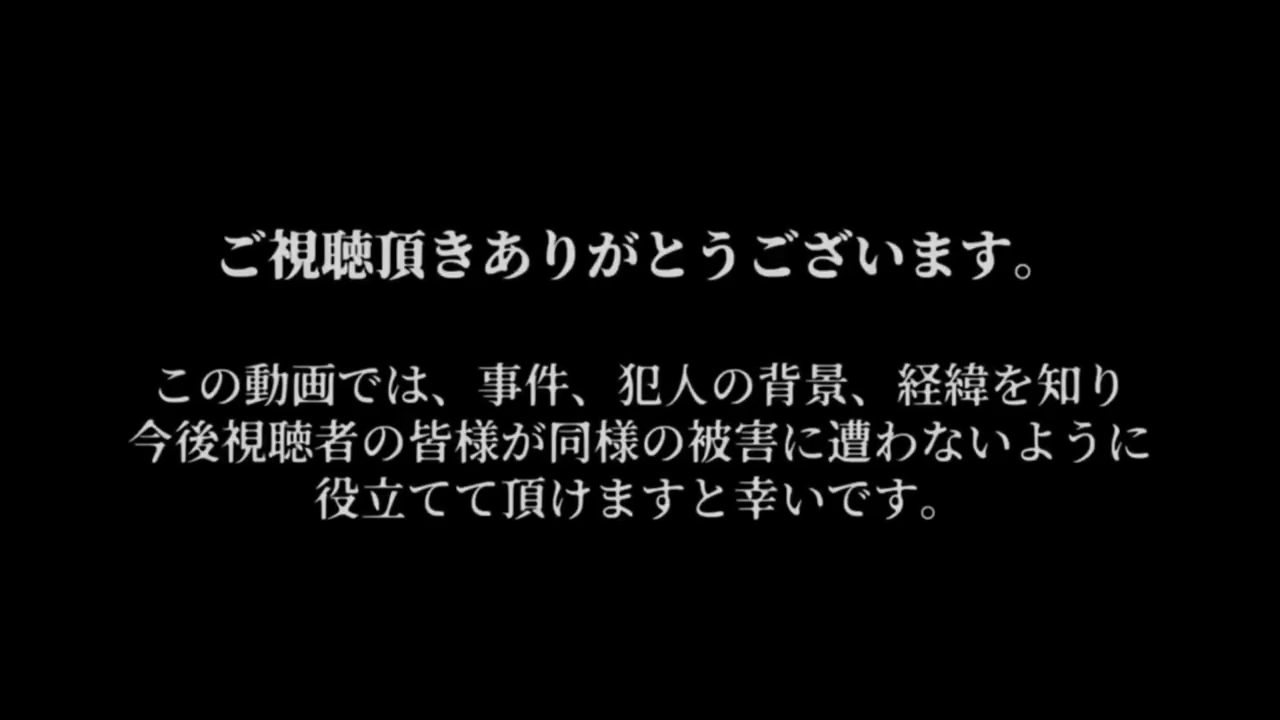 ご視聴頂きありがとうございます。
この動画では、事件、犯人の背景、経緯を知り
今後視聴者の皆様が同様の被害に遭わないように
役立てて頂けますと幸いです。